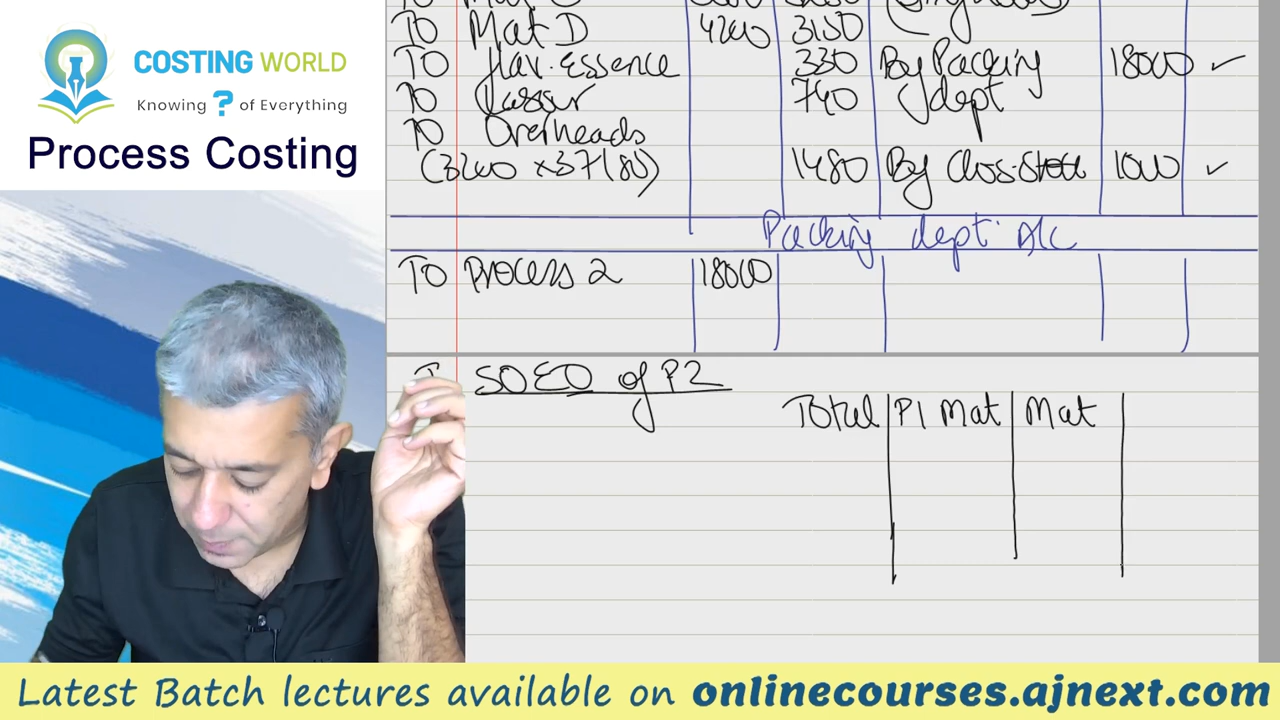 COSTING WORLD
Knowing ? of Everything
Process Costing
To Mat D 4200 3150
To flav. Essence 330 By Packing 18000 ✓
To Labour 740 dept
To Overheads
(3200 x 37/80) 1480 By Clos. Stock 1000 ✓
Packing dept. A/c
To Process 2 18000
SOEO of P2
Total P1 Mat Mat
Latest Batch lectures available on onlinecourses.ajnext.com